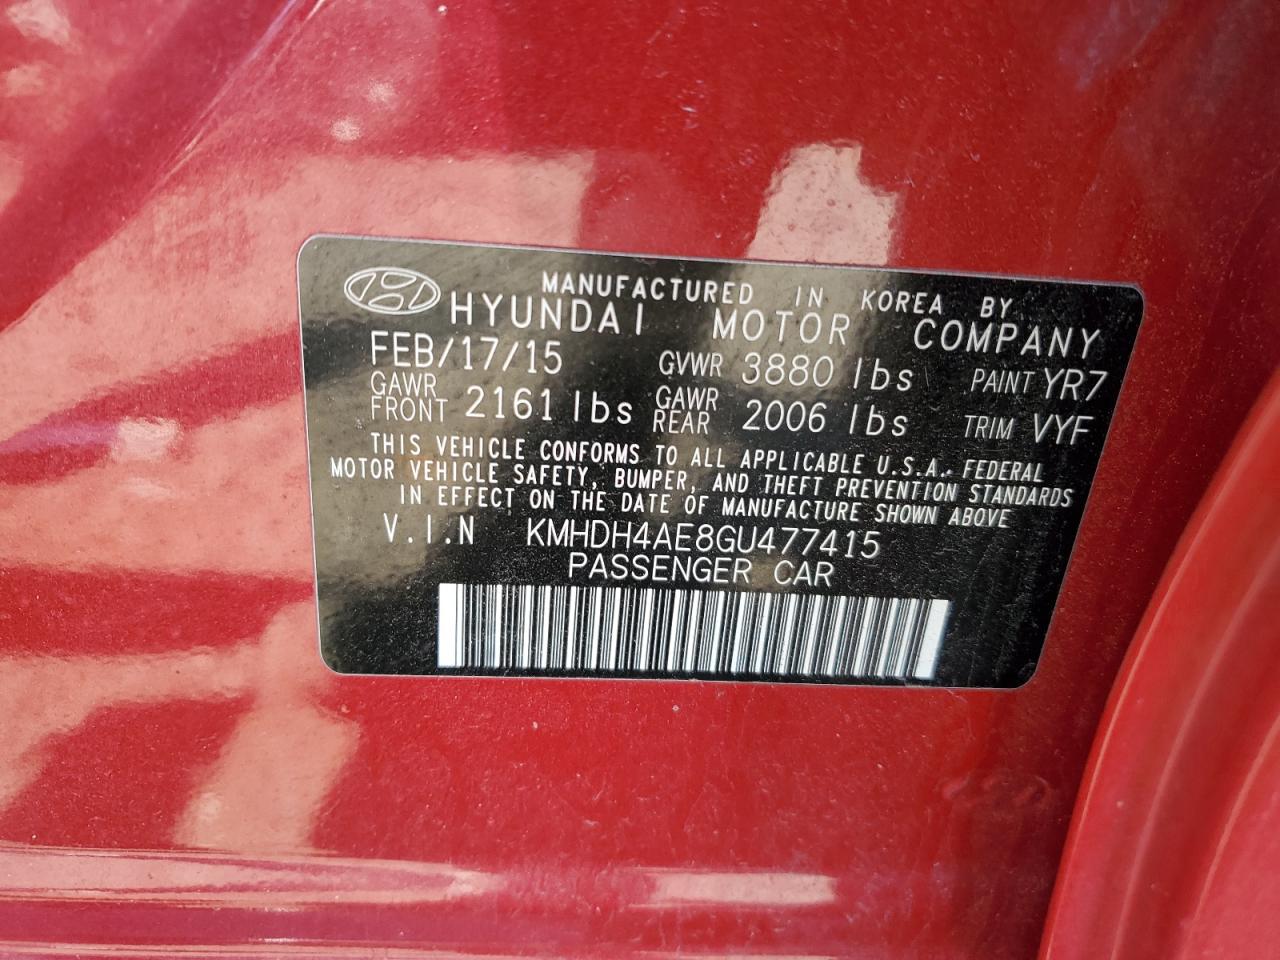 MANUFACTURED IN KOREA BY
HYUNDAI MOTOR COMPANY
FEB/17/15 GVWR 3880 lbs PAINT YR7
GAWR FRONT 2161 lbs GAWR REAR 2006 lbs TRIM VYF
THIS VEHICLE CONFORMS TO ALL APPLICABLE U.S.A. FEDERAL
MOTOR VEHICLE SAFETY, BUMPER, AND THEFT PREVENTION STANDARDS
IN EFFECT ON THE DATE OF MANUFACTURE SHOWN ABOVE
V.I.N KMHDH4AE8GU477415
PASSENGER CAR